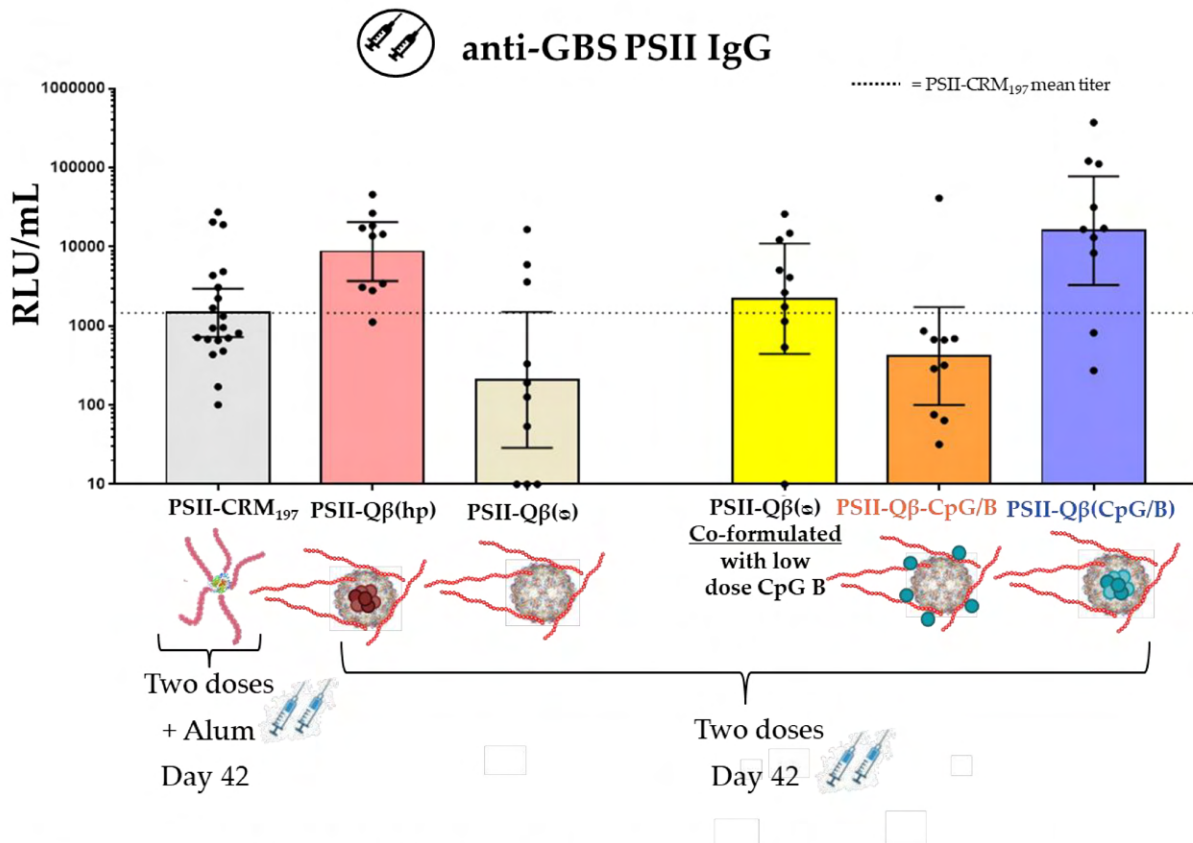 anti-GBS PSII IgG
= PSII-CRM₁₉₇ mean titer
RLU/mL
1000000
100000
10000
1000
100
10
PSII-CRM₁₉₇
PSII-Qβ(hp)
PSII-Qβ(ⲻ)
PSII-Qβ(ⲻ)
Co-formulated
with low
dose CpG B
PSII-Qβ-CpG/B
PSII-Qβ(CpG/B)
Two doses
+ Alum
Day 42
Two doses
Day 42